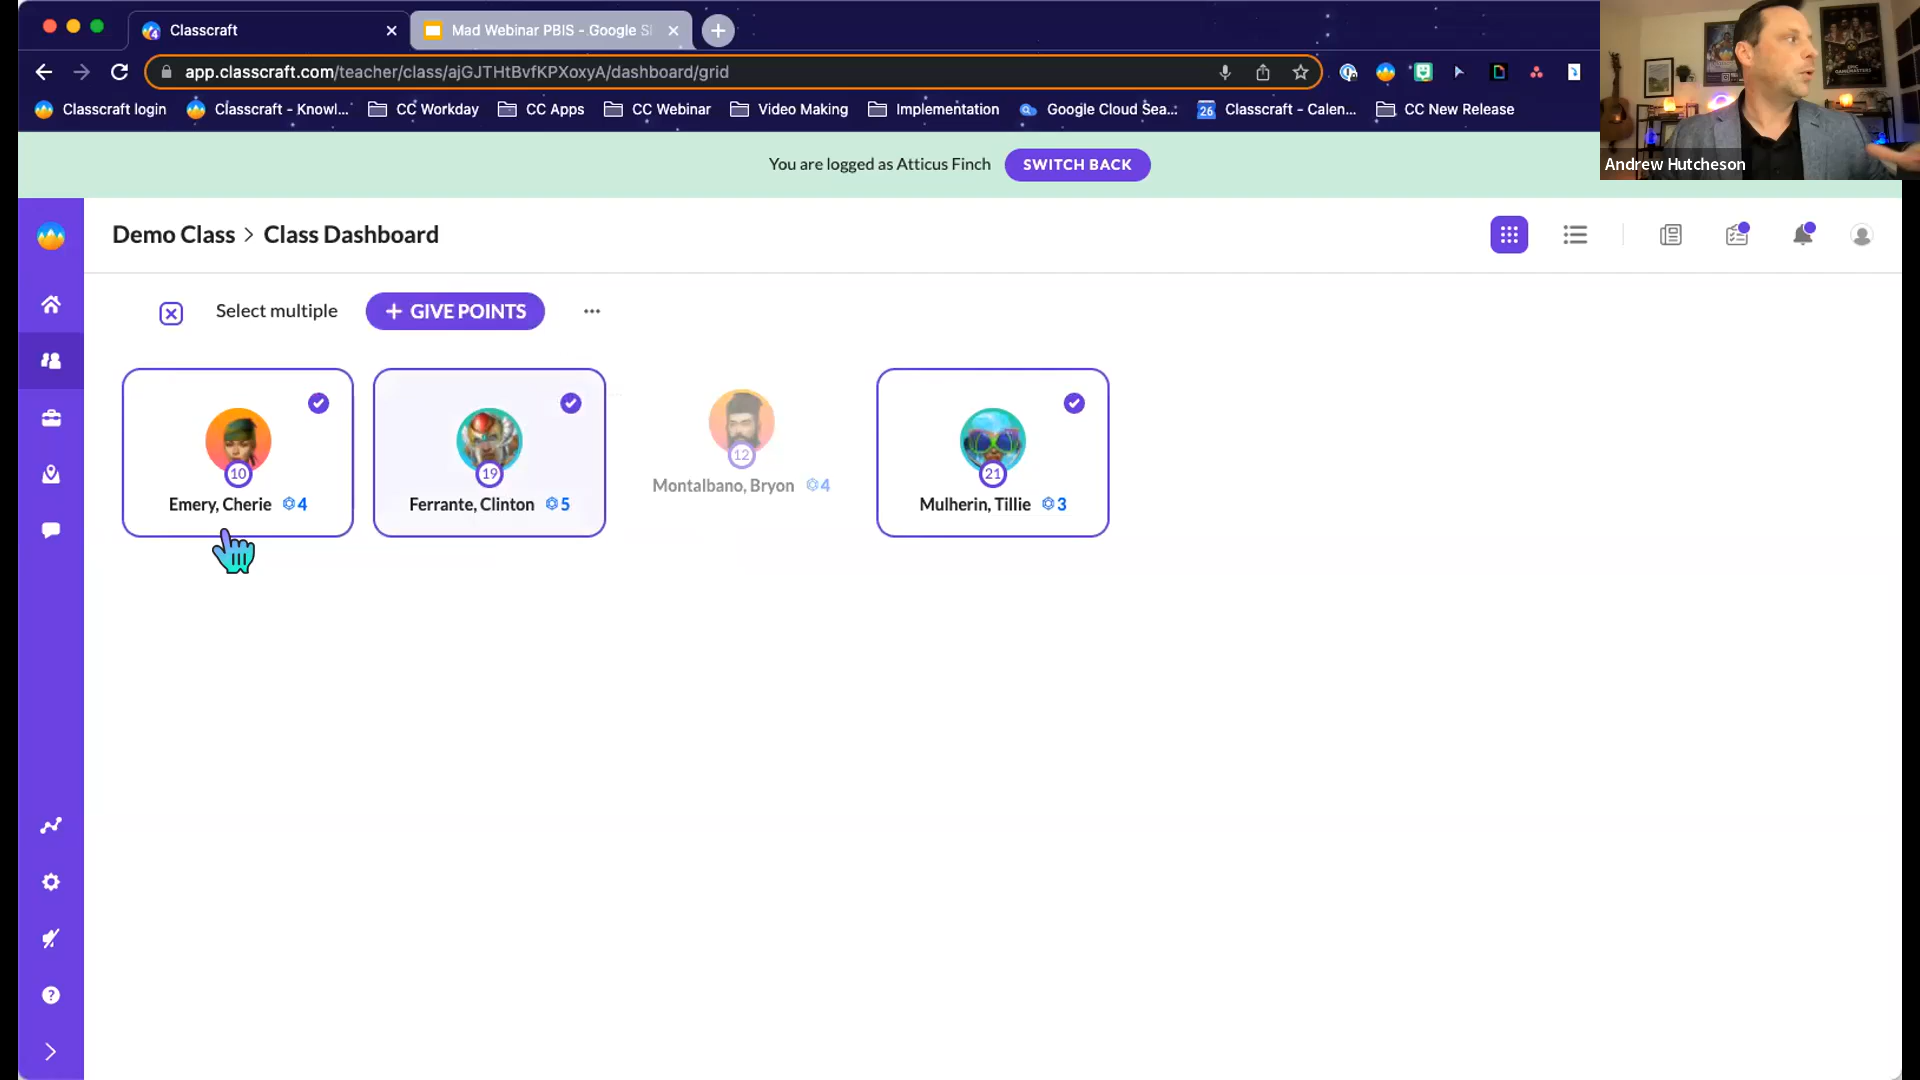 Classcraft
Mad Webinar PBIS - Google Sl
app.classcraft.com/teacher/class/ajGJTHtBvfKPXoxyA/dashboard/grid
Classcraft login
Classcraft - Knowl...
CC Workday
CC Apps
CC Webinar
Video Making
Implementation
Google Cloud Sea...
26
Classcraft - Calen...
CC New Release
Andrew Hutcheson
You are logged as Atticus Finch
SWITCH BACK
Demo Class > Class Dashboard
Select multiple
+ GIVE POINTS
...
10
Emery, Cherie 4
19
Ferrante, Clinton 5
12
Montalbano, Bryon 4
21
Mulherin, Tillie 3